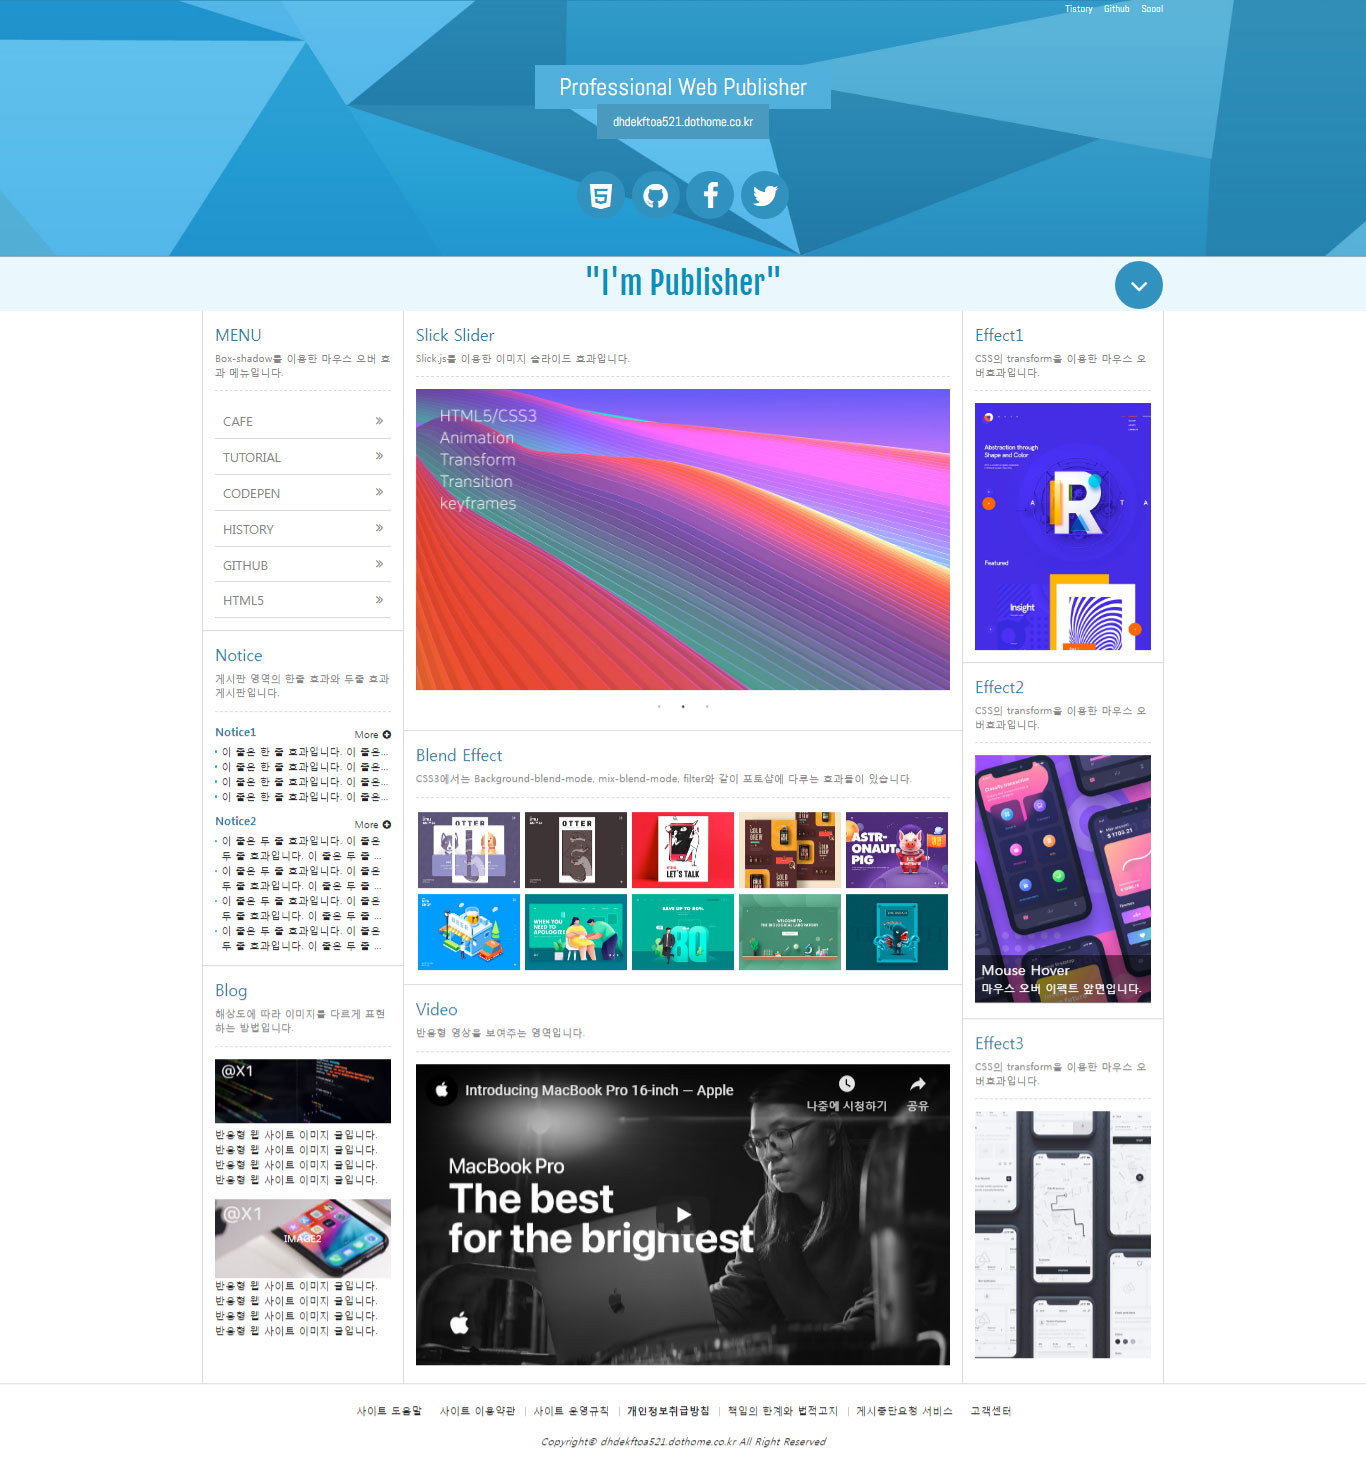 Tistory Github Soool
Professional Web Publisher
dhdekftoa521.dothome.co.kr
"I'm Publisher"
MENU
Box-shadow를 이용한 마우스 오버 효
과 메뉴입니다.
CAFE
TUTORIAL
CODEPEN
HISTORY
GITHUB
HTML5
Notice
게시판 영역의 한줄 효과와 두줄 효과
게시판입니다.
Notice1 More
이 줄은 한 줄 효과입니다. 이 줄은...
이 줄은 한 줄 효과입니다. 이 줄은...
이 줄은 한 줄 효과입니다. 이 줄은...
이 줄은 한 줄 효과입니다. 이 줄은...
Notice2 More
이 줄은 두 줄 효과입니다. 이 줄은
두 줄 효과입니다. 이 줄은 두 줄 ...
이 줄은 두 줄 효과입니다. 이 줄은
두 줄 효과입니다. 이 줄은 두 줄 ...
이 줄은 두 줄 효과입니다. 이 줄은
두 줄 효과입니다. 이 줄은 두 줄 ...
이 줄은 두 줄 효과입니다. 이 줄은
두 줄 효과입니다. 이 줄은 두 줄 ...
Blog
해상도에 따라 이미지를 다르게 표현
하는 방법입니다.
@X1
반응형 웹 사이트 이미지 글입니다.
반응형 웹 사이트 이미지 글입니다.
반응형 웹 사이트 이미지 글입니다.
반응형 웹 사이트 이미지 글입니다.
@X1
IMAGE2
반응형 웹 사이트 이미지 글입니다.
반응형 웹 사이트 이미지 글입니다.
반응형 웹 사이트 이미지 글입니다.
반응형 웹 사이트 이미지 글입니다.
Slick Slider
Slick.js를 이용한 이미지 슬라이드 효과입니다.
HTML5/CSS3
Animation
Transform
Transition
keyframes
Blend Effect
CSS3에서는 Background-blend-mode, mix-blend-mode, filter와 같이 포토샵에 다루는 효과들이 있습니다.
OTTER
OTTER
LET'S TALK
COLD
BREW
ASTR-
ONAUT
PIG
WHEN YOU
NEED TO
APOLOGIZE
SAVE UP TO 80%
80
WELCOME TO
Video
반응형 영상을 보여주는 영역입니다.
Introducing MacBook Pro 16-inch — Apple
나중에 시청하기 공유
MacBook Pro
The best
for the brightest
Effect1
CSS의 transform을 이용한 마우스 오
버효과입니다.
Abstraction through
Shape and Color
A R T A
Featured
Insight
Effect2
CSS의 transform을 이용한 마우스 오
버효과입니다.
$ 1785.21
Mouse Hover
마우스 오버 이펙트 앞면입니다.
Effect3
CSS의 transform을 이용한 마우스 오
버효과입니다.
사이트 도움말 사이트 이용약관 사이트 운영규칙 개인정보취급방침 책임의 한계와 법적고지 게시중단요청 서비스 고객센터
Copyright© dhdekftoa521.dothome.co.kr All Right Reserved